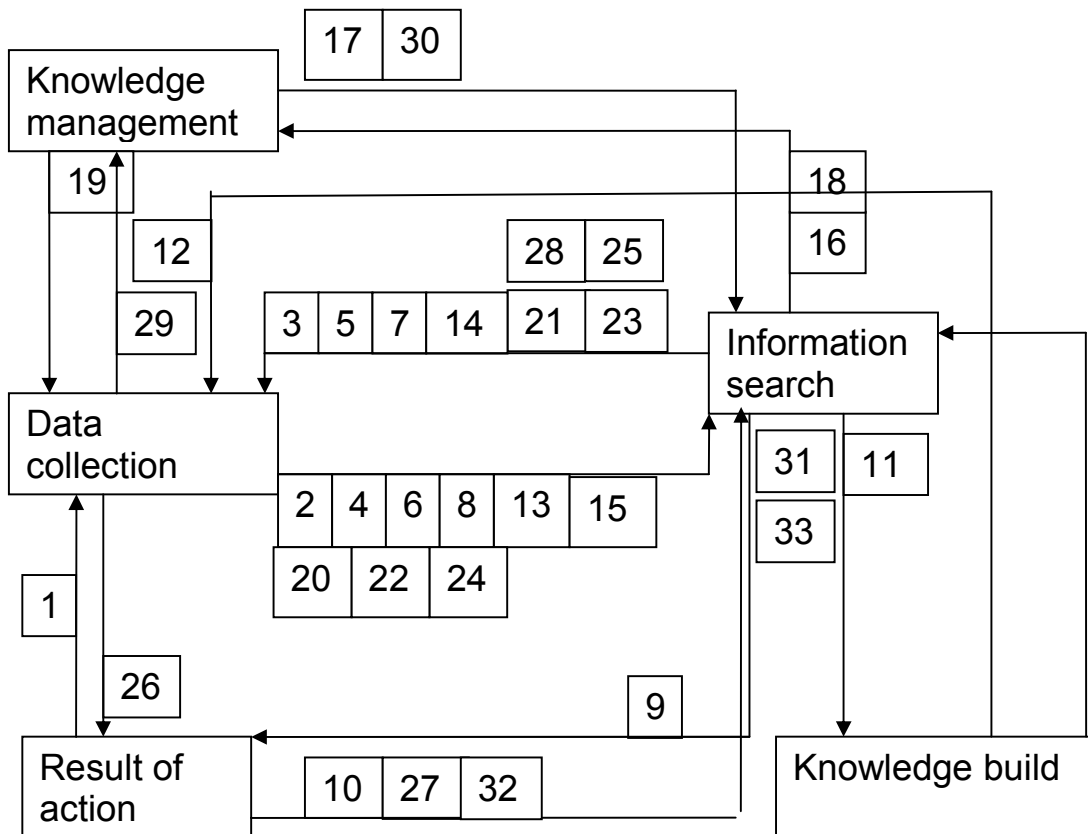 17 30
Knowledge
management
19
18
12
16
28 25
29
3 5 7 14 21 23
Information
search
Data
collection
31 11
2 4 6 8 13 15
33
20 22 24
1
26
9
Result of
action
10 27 32
Knowledge build